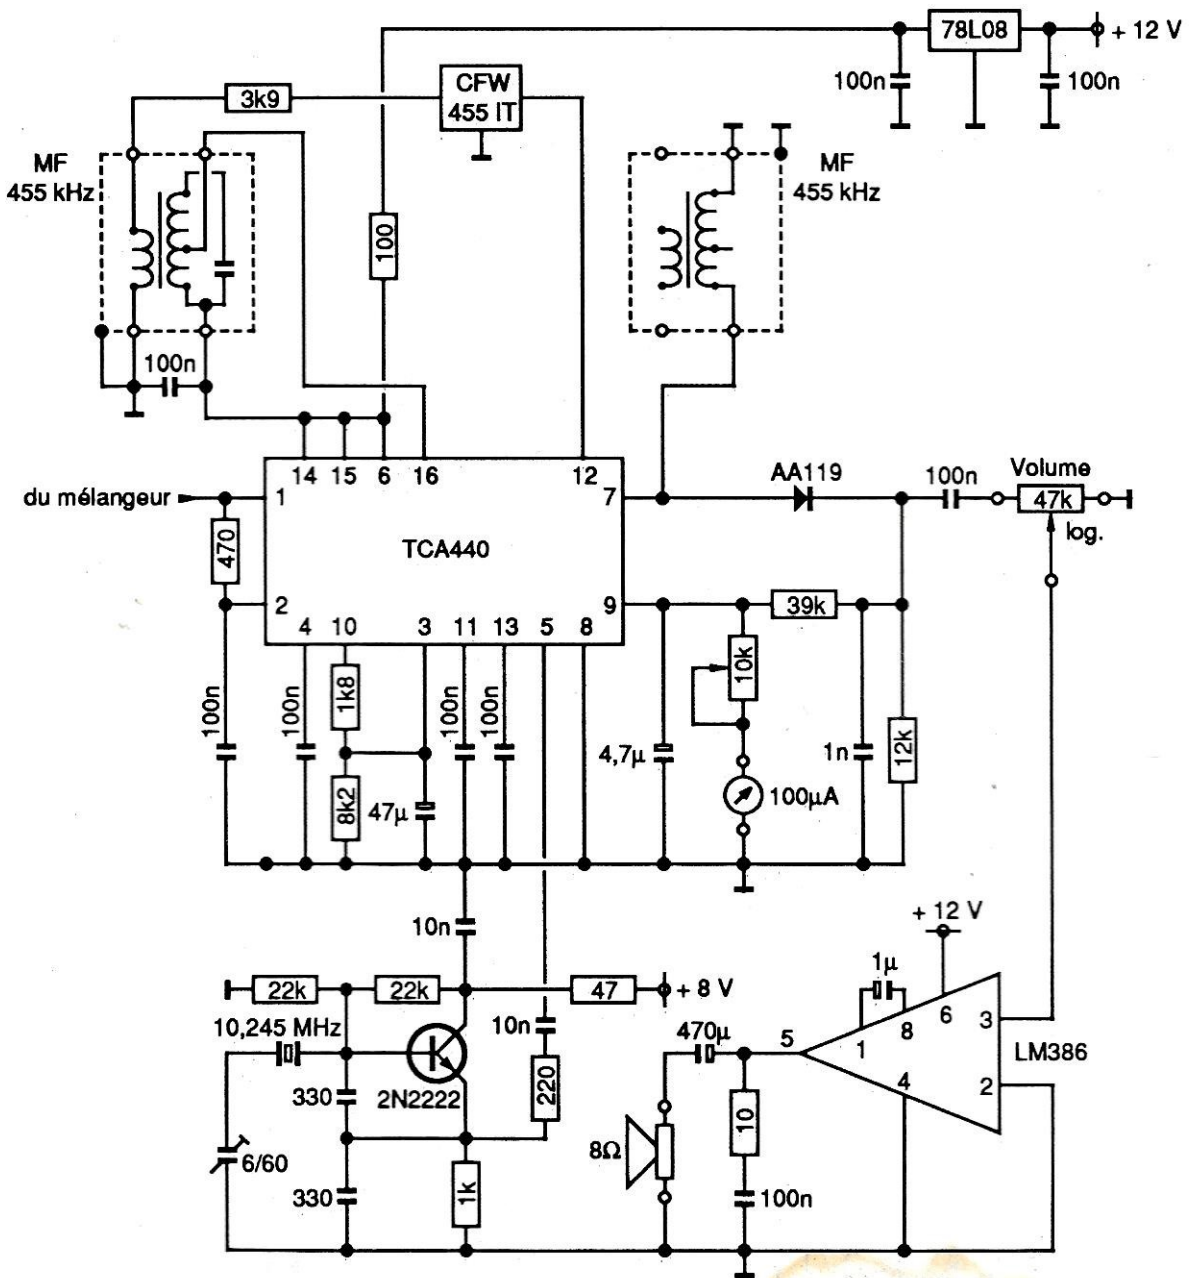 78L08
+ 12 V
100n
100n
CFW
455 IT
3k9
MF
455 kHz
MF
455 kHz
100
100n
14
15
6
16
12
du mélangeur
1
7
AA119
100n
Volume
47k
log.
470
TCA440
2
9
39k
4
10
3
11
13
5
8
10k
100n
100n
1k8
100n
100n
8k2
47µ
4,7µ
100µA
1n
12k
10n
+ 12 V
22k
22k
47
+ 8 V
1µ
10,245 MHz
10n
470µ
5
1
8
6
3
LM386
330
2N2222
220
4
2
6/60
8Ω
10
330
1k
100n